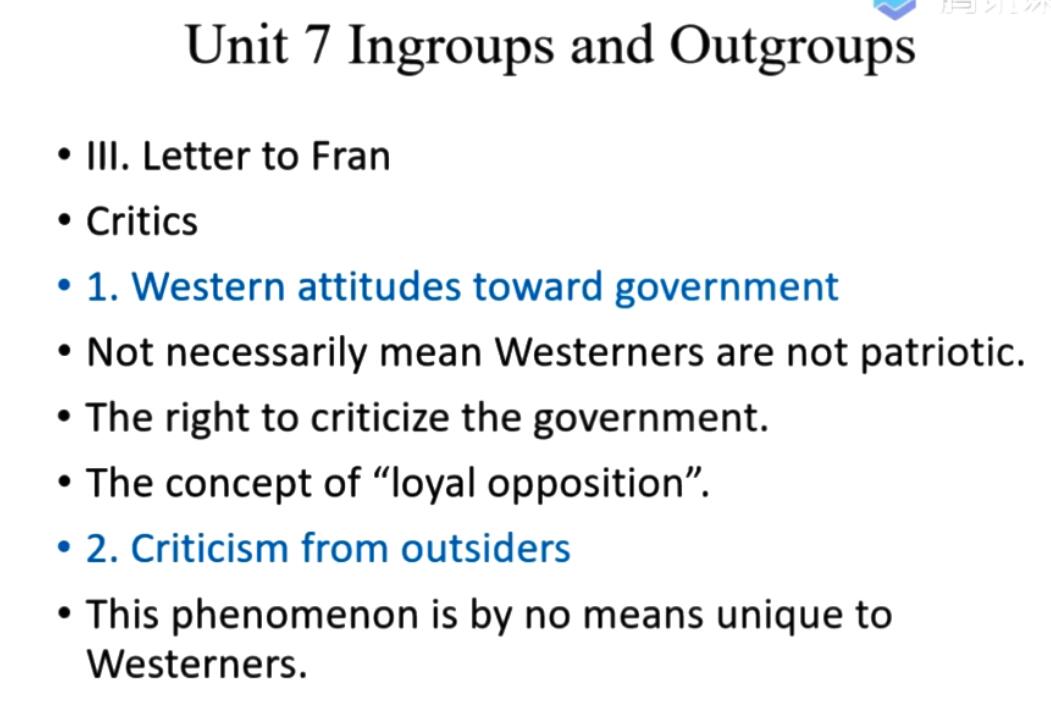 Unit 7 Ingroups and Outgroups
• III. Letter to Fran
• Critics
• 1. Western attitudes toward government
• Not necessarily mean Westerners are not patriotic.
• The right to criticize the government.
• The concept of “loyal opposition”.
• 2. Criticism from outsiders
• This phenomenon is by no means unique to
Westerners.